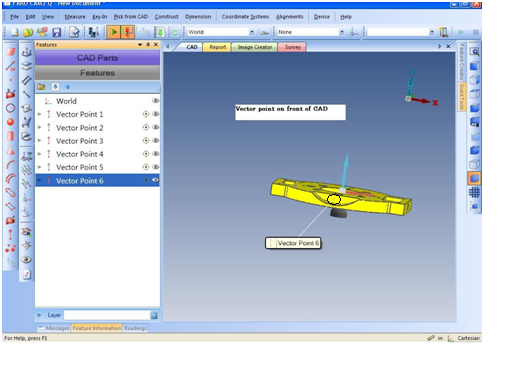 FARO CAM2 Q - New Document*
File Edit View Measure Key-In Pick from CAD Construct Dimension Coordinate Systems Alignments Device Help
World None
Features
CAD Parts
Features
World
Vector Point 1
Vector Point 2
Vector Point 3
Vector Point 4
Vector Point 5
Vector Point 6
Layer
Messages Feature Information Readings
For Help, press F1
CAD Report Image Creator Survey
Vector point on front of CAD
X
Vector Point 6
Quick Tools
in Cartesian